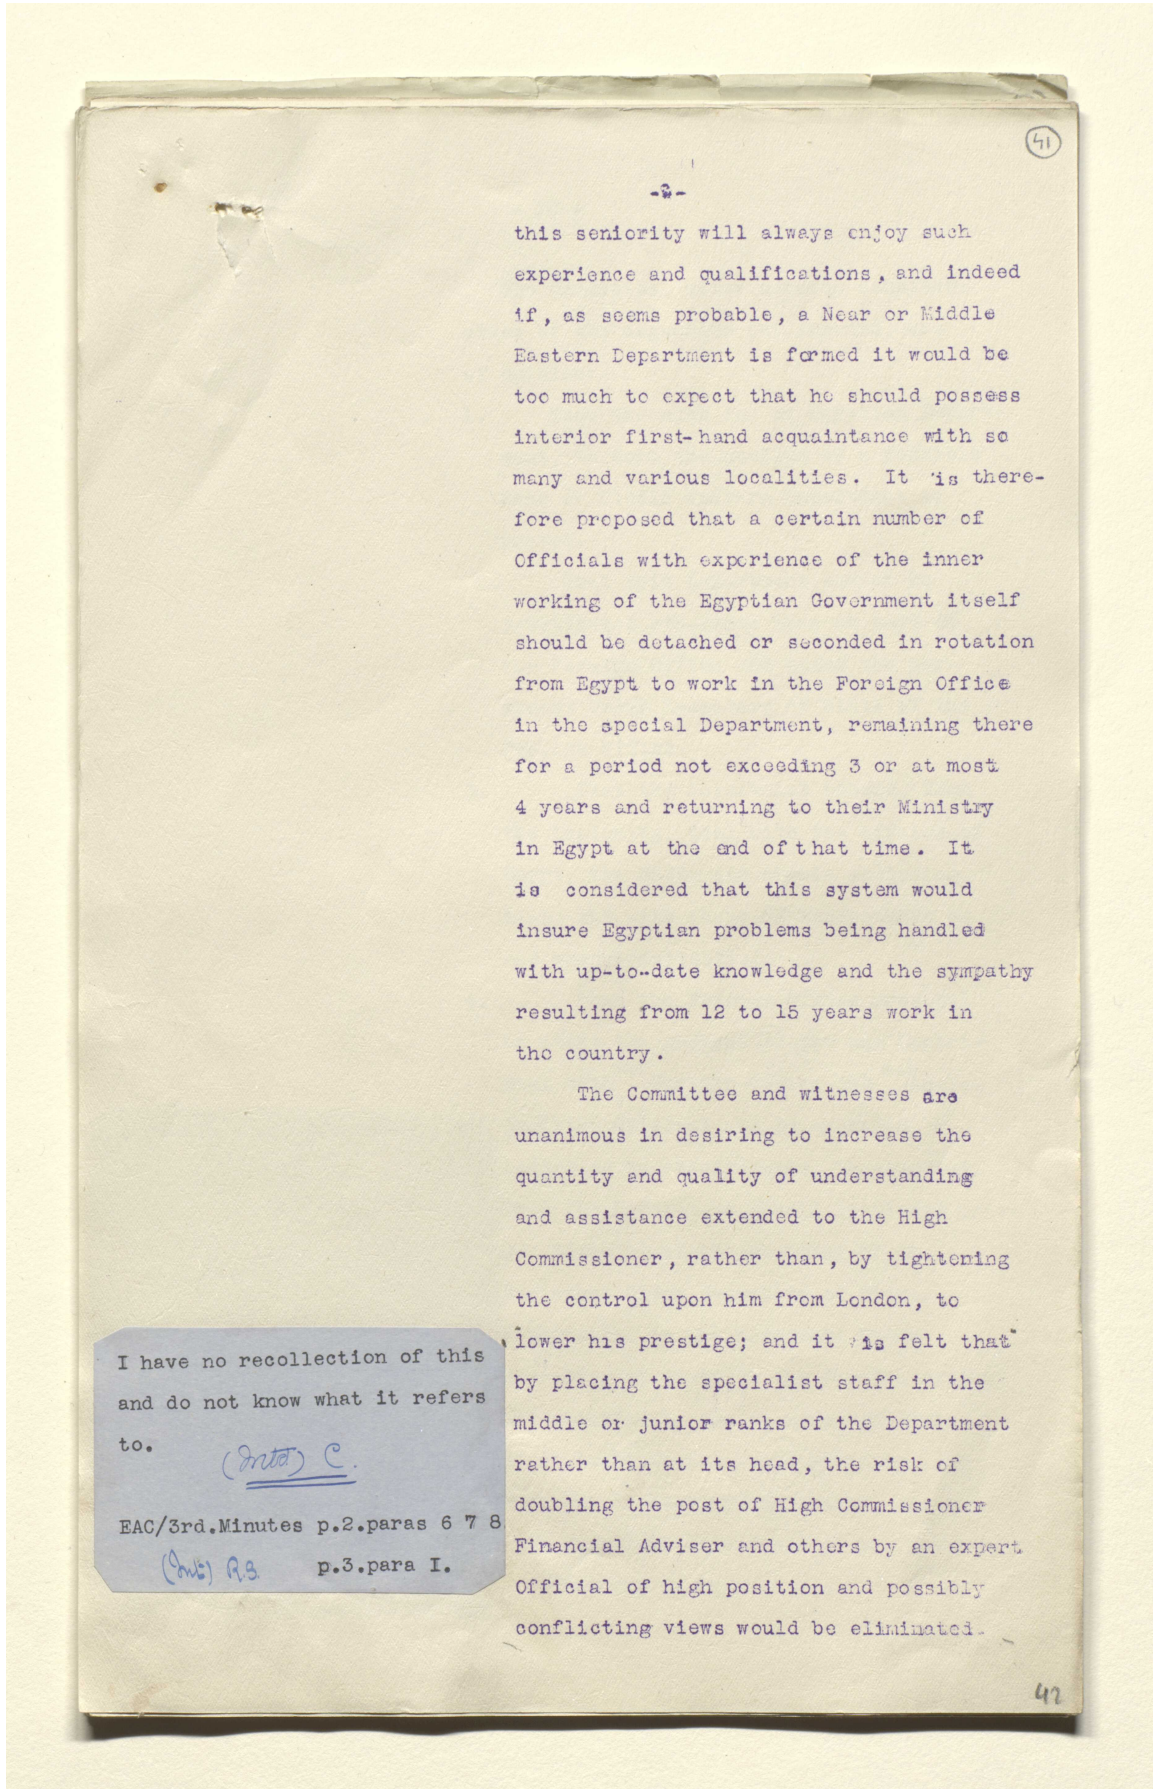 41
-2-
this seniority will always enjoy such
experience and qualifications, and indeed
if, as seems probable, a Near or Middle
Eastern Department is formed it would be
too much to expect that he should possess
interior first-hand acquaintance with so
many and various localities. It is there-
fore proposed that a certain number of
Officials with experience of the inner
working of the Egyptian Government itself
should be detached or seconded in rotation
from Egypt to work in the Foreign Office
in the special Department, remaining there
for a period not exceeding 3 or at most
4 years and returning to their Ministry
in Egypt at the end of that time. It
is considered that this system would
insure Egyptian problems being handled
with up-to-date knowledge and the sympathy
resulting from 12 to 15 years work in
the country.
The Committee and witnesses are
unanimous in desiring to increase the
quantity and quality of understanding
and assistance extended to the High
Commissioner, rather than, by tightening
the control upon him from London, to
lower his prestige; and it is felt that
by placing the specialist staff in the
middle or junior ranks of the Department
rather than at its head, the risk of
doubling the post of High Commissioner
Financial Adviser and others by an expert
Official of high position and possibly
conflicting views would be eliminated.
I have no recollection of this
and do not know what it refers
to.
(Intd) C.
EAC/3rd.Minutes p.2.paras 6 7 8
(Int) R.S. p.3.para I.
42